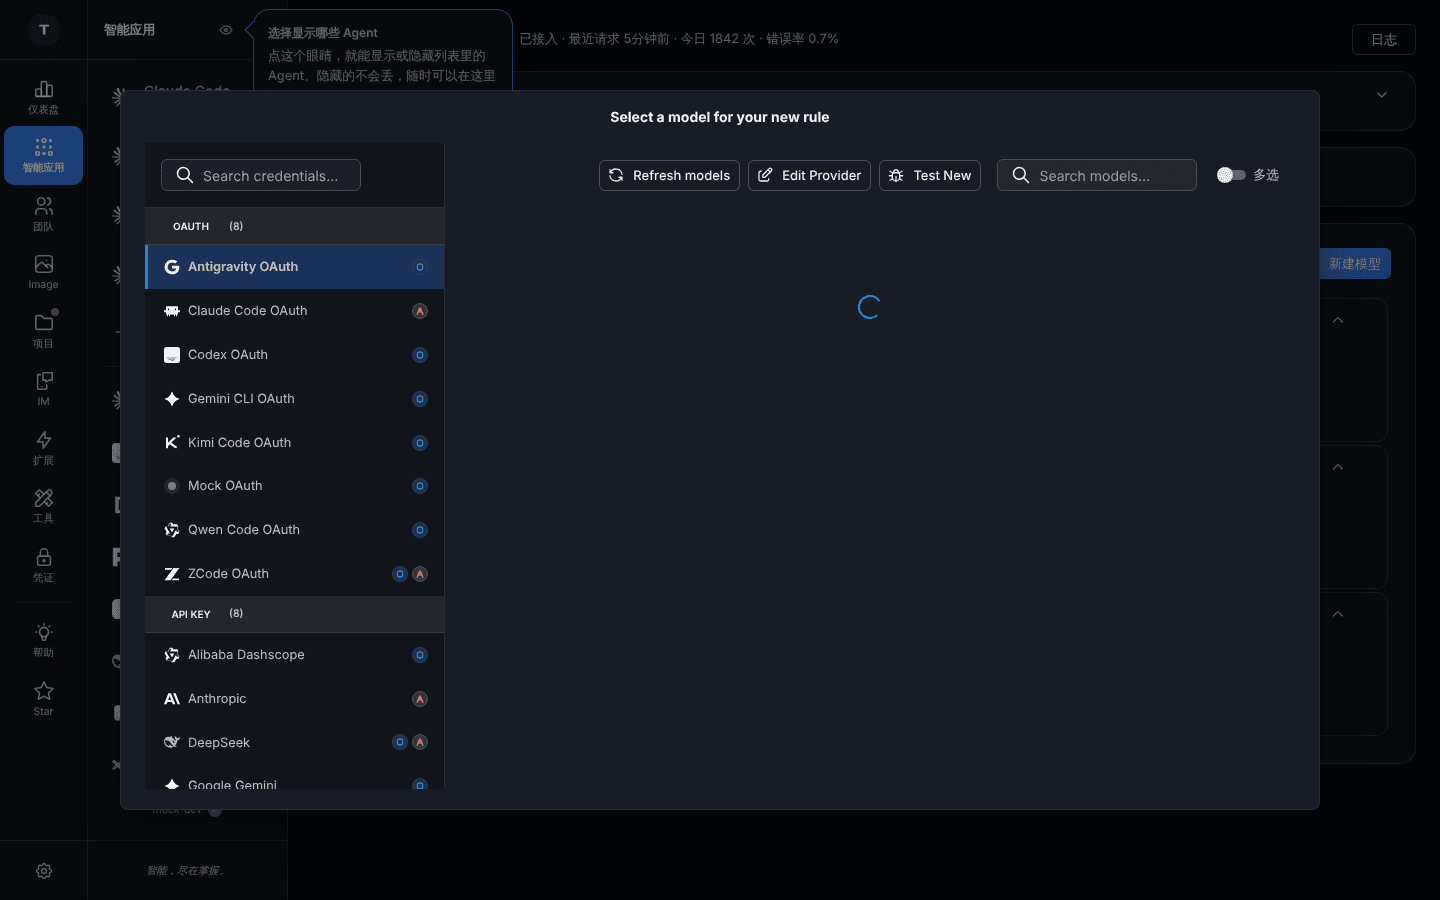 T
智能应用
选择显示哪些 Agent
点这个眼睛，就能显示或隐藏列表里的
Agent。隐藏的不会丢，随时可以在这里
已接入 · 最近请求 5分钟前 · 今日 1842 次 · 错误率 0.7%
日志
仪表盘
智能应用
团队
Image
项目
IM
扩展
工具
凭证
帮助
Star
Claude Code
Select a model for your new rule
Search credentials...
Refresh models
Edit Provider
Test New
Search models...
多选
OAUTH (8)
Antigravity OAuth
Claude Code OAuth
Codex OAuth
Gemini CLI OAuth
Kimi Code OAuth
Mock OAuth
Qwen Code OAuth
ZCode OAuth
API KEY (8)
Alibaba Dashscope
Anthropic
DeepSeek
Google Gemini
新建模型
mock-dev
智能，尽在掌握。